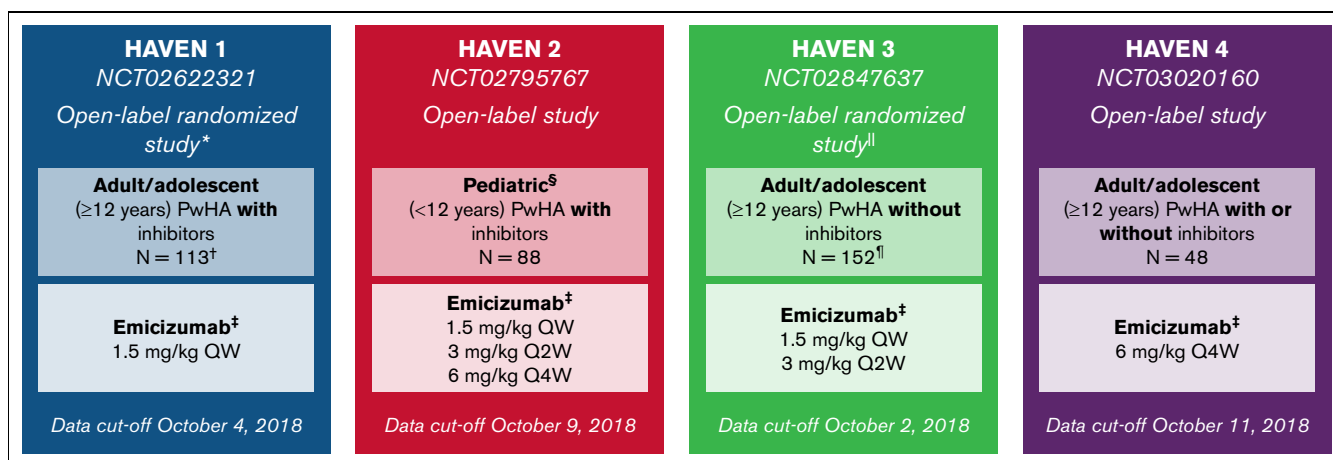 HAVEN 1
NCT02622321
Open-label randomized
study*
Adult/adolescent
(≥12 years) PwHA with
inhibitors
N = 113†
Emicizumab‡
1.5 mg/kg QW
Data cut-off October 4, 2018
HAVEN 2
NCT02795767
Open-label study
Pediatric§
(<12 years) PwHA with
inhibitors
N = 88
Emicizumab‡
1.5 mg/kg QW
3 mg/kg Q2W
6 mg/kg Q4W
Data cut-off October 9, 2018
HAVEN 3
NCT02847637
Open-label randomized
study||
Adult/adolescent
(≥12 years) PwHA without
inhibitors
N = 152¶
Emicizumab‡
1.5 mg/kg QW
3 mg/kg Q2W
Data cut-off October 2, 2018
HAVEN 4
NCT03020160
Open-label study
Adult/adolescent
(≥12 years) PwHA with or
without inhibitors
N = 48
Emicizumab‡
6 mg/kg Q4W
Data cut-off October 11, 2018